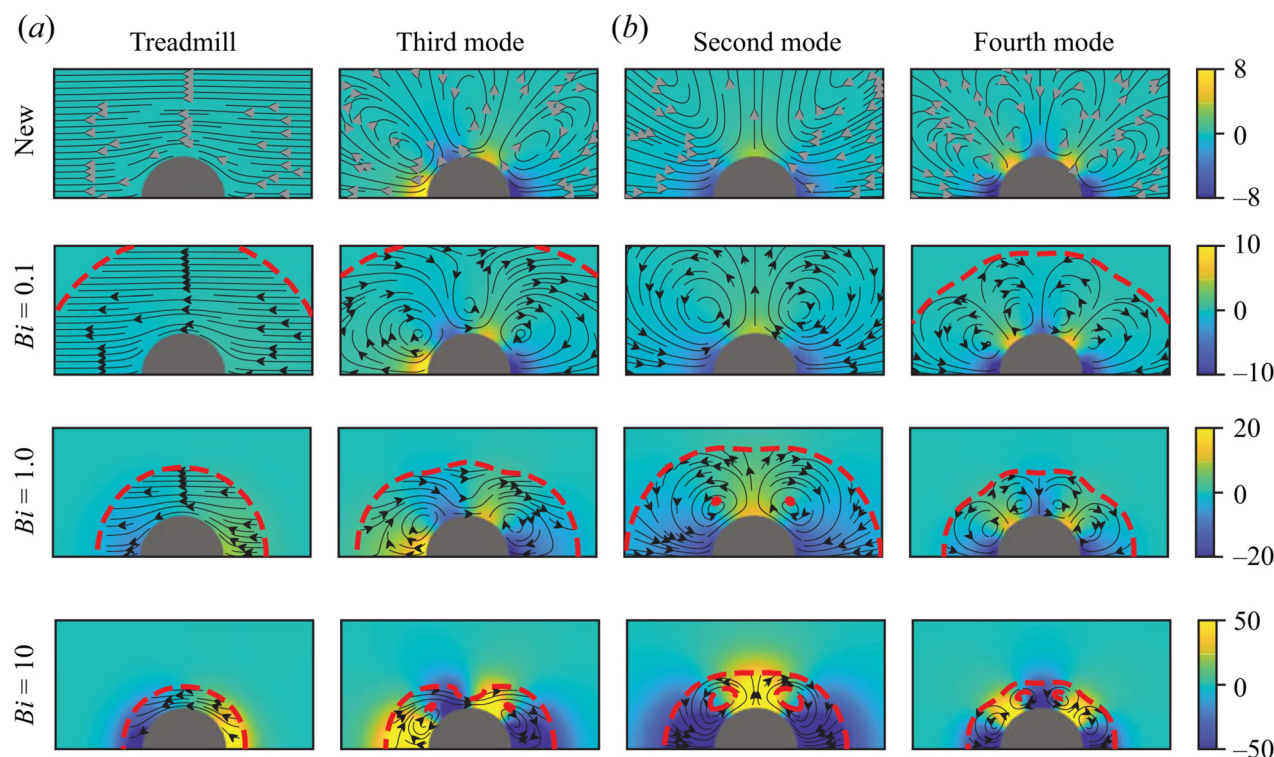 (a) (b)
Treadmill Third mode Second mode Fourth mode
New
8
0
–8
Bi = 0.1
10
0
–10
Bi = 1.0
20
0
–20
Bi = 10
50
0
–50